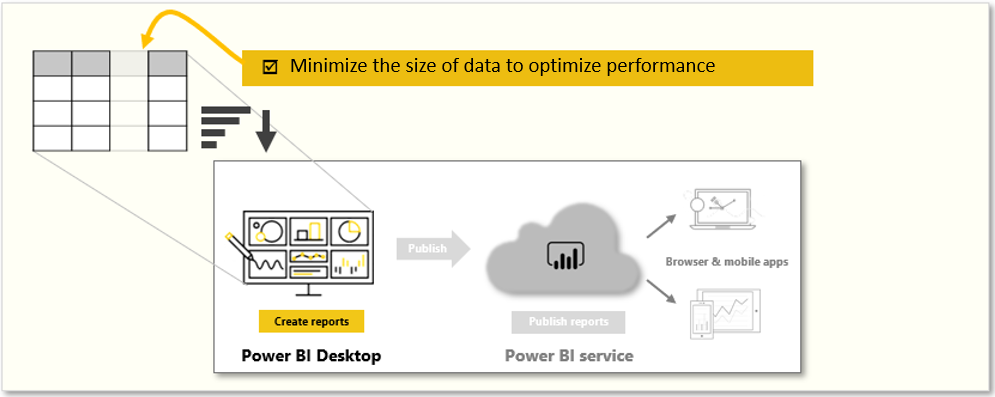 Minimize the size of data to optimize performance
Publish
Browser & mobile apps
Create reports
Publish reports
Power BI Desktop
Power BI service